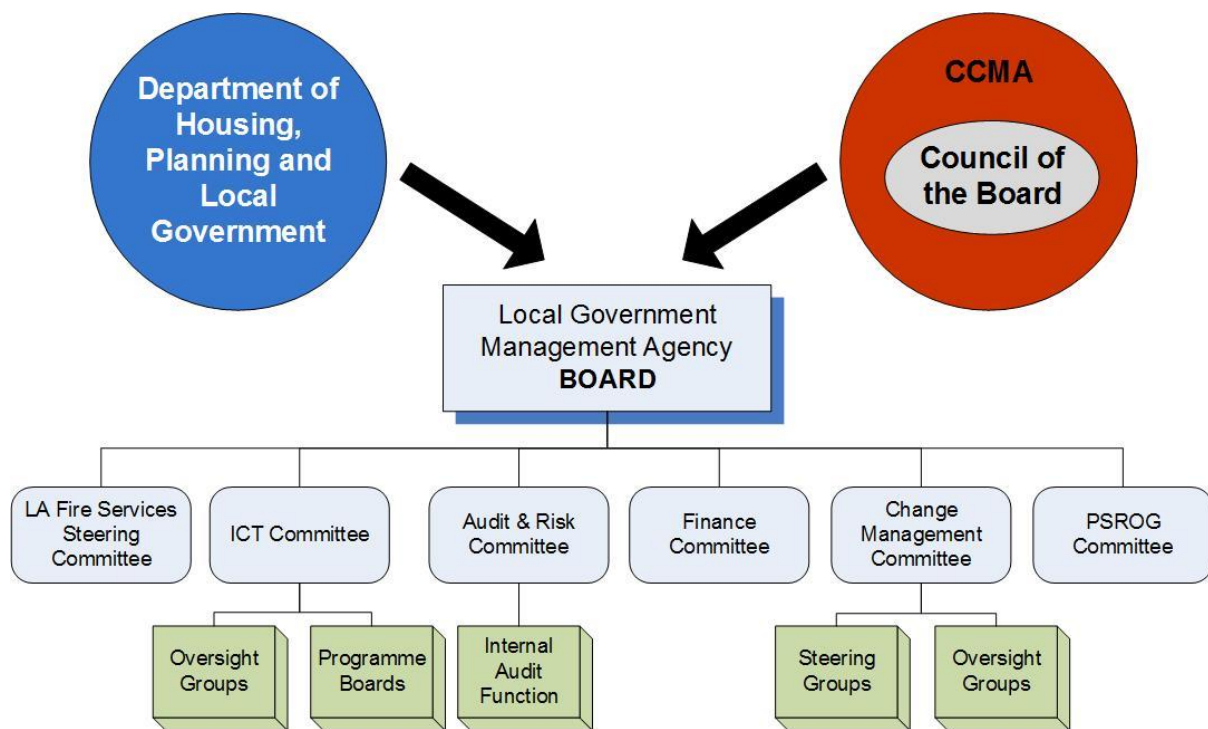 Department of
Housing,
Planning and
Local
Government
CCMA
Council of
the Board
Local Government
Management Agency
BOARD
LA Fire Services
Steering
Committee
ICT Committee
Audit & Risk
Committee
Finance
Committee
Change
Management
Committee
PSROG
Committee
Oversight
Groups
Programme
Boards
Internal
Audit
Function
Steering
Groups
Oversight
Groups